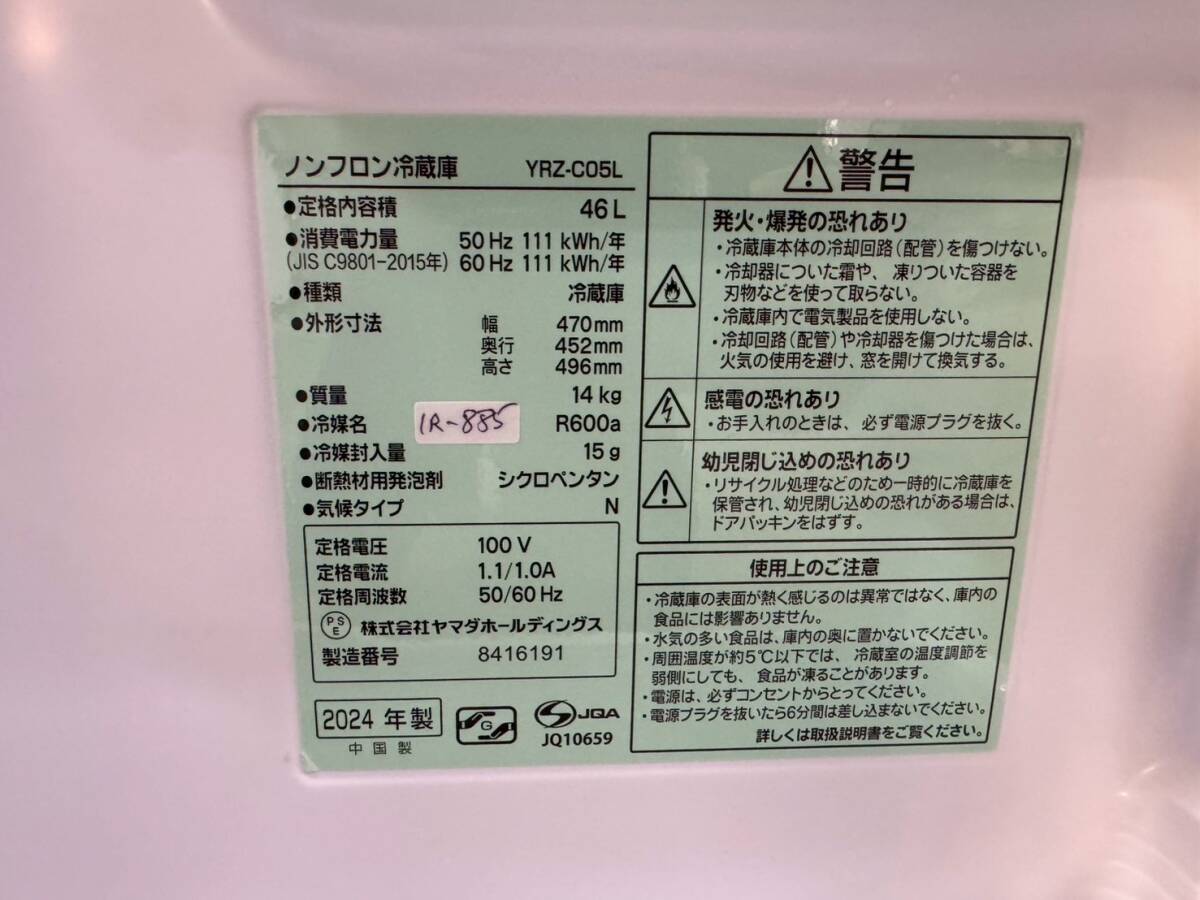 ノンフロン冷蔵庫 YRZ-C05L
●定格内容積 46 L
●消費電力量 50 Hz 111 kWh/年
(JIS C9801-2015年) 60 Hz 111 kWh/年
●種類 冷蔵庫
●外形寸法 幅 470mm
奥行 452mm
高さ 496mm
●質量 14 kg
●冷媒名 R600a
1R-885
●冷媒封入量 15 g
●断熱材用発泡剤 シクロペンタン
●気候タイプ N
定格電圧 100 V
定格電流 1.1/1.0A
定格周波数 50/60 Hz
PSE 株式会社ヤマダホールディングス
製造番号 8416191
2024 年製
中国製
G
JQA
JQ10659
警告
発火・爆発の恐れあり
・冷蔵庫本体の冷却回路(配管)を傷つけない。
・冷却器についた霜や、凍りついた容器を
刃物などを使って取らない。
・冷蔵庫内で電気製品を使用しない。
・冷却回路(配管)や冷却器を傷つけた場合は、
火気の使用を避け、窓を開けて換気する。
感電の恐れあり
・お手入れのときは、必ず電源プラグを抜く。
幼児閉じ込めの恐れあり
・リサイクル処理などのため一時的に冷蔵庫を
保管され、幼児閉じ込めの恐れがある場合は、
ドアパッキンをはずす。
使用上のご注意
・冷蔵庫の表面が熱く感じるのは異常ではなく、庫内の
食品には影響ありません。
・水気の多い食品は、庫内の奥に置かないでください。
・周囲温度が約5℃以下では、冷蔵室の温度調節を
弱側にしても、食品が凍ることがあります。
・電源は、必ずコンセントからとってください。
・電源プラグを抜いたら6分間は差し込まないでください。
詳しくは取扱説明書をご覧ください。